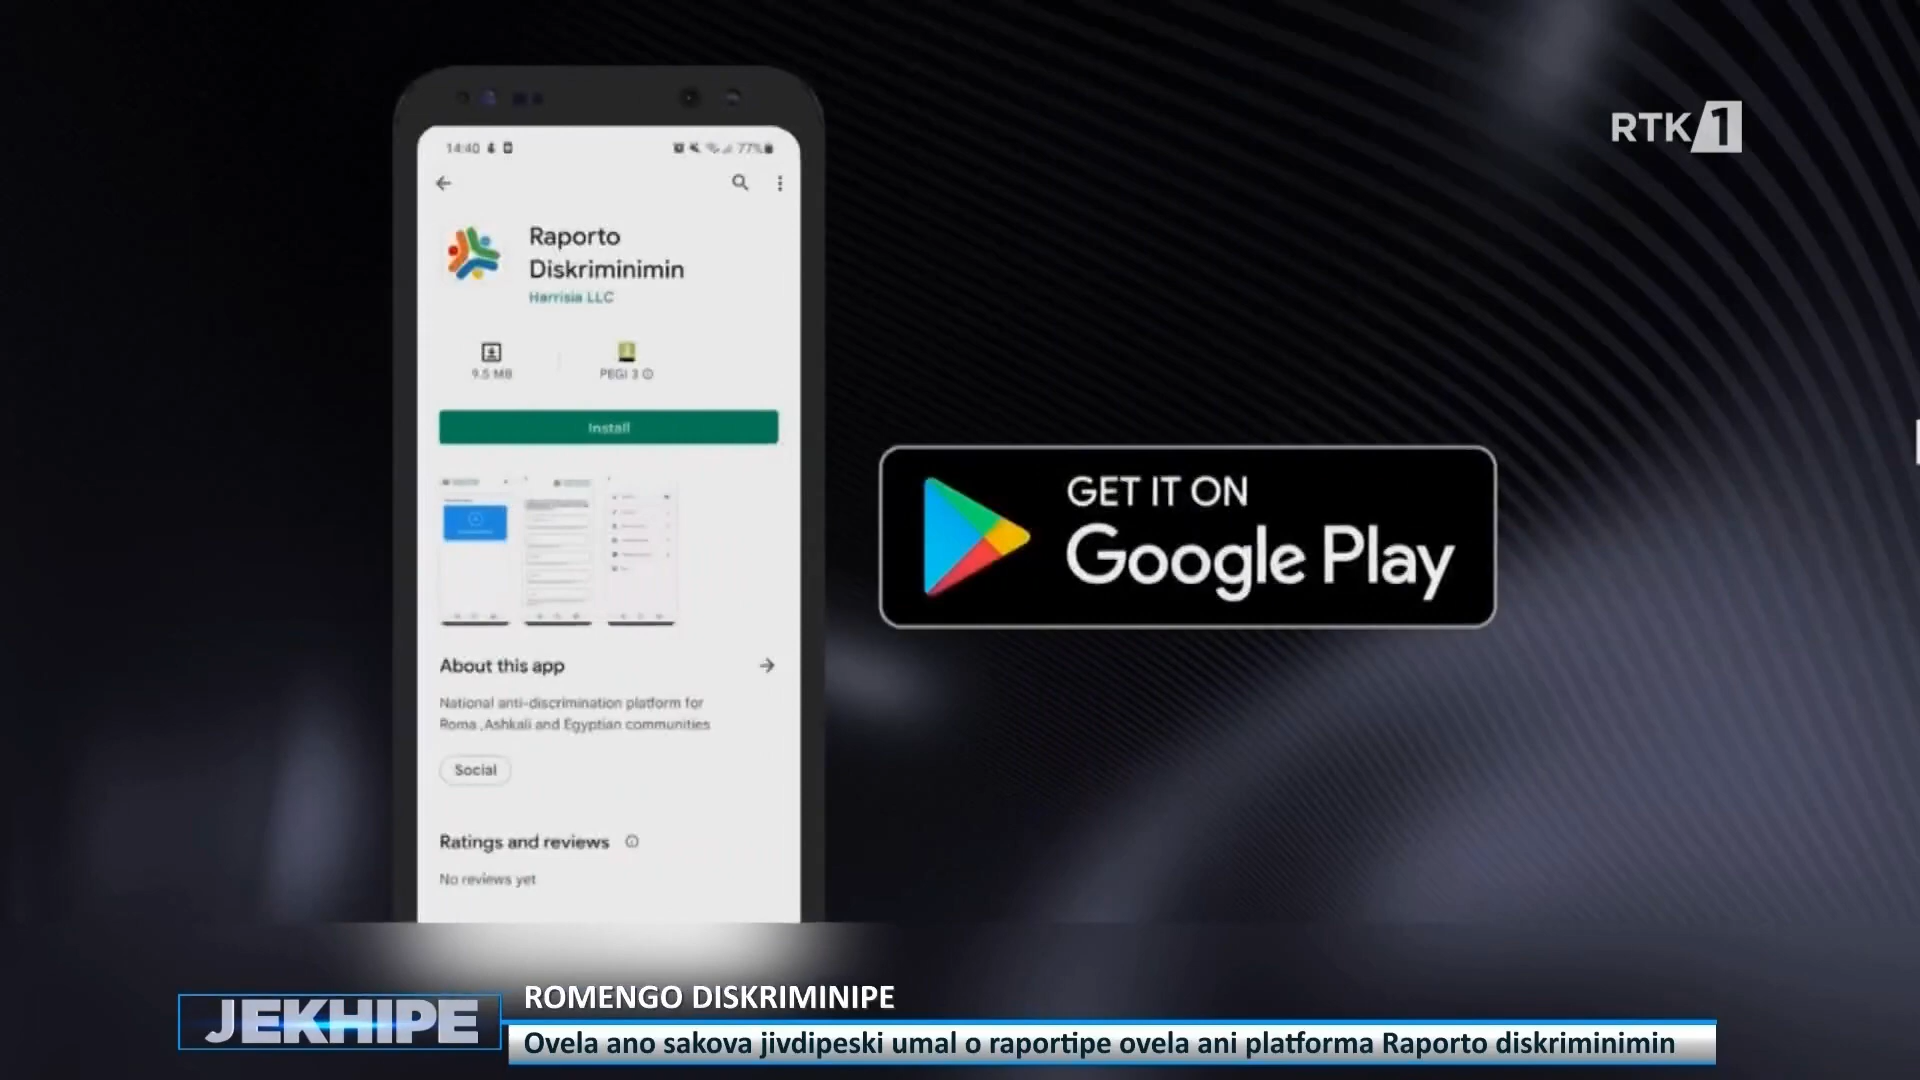 RTK 1
14:40
77%
Raporto
Diskriminimin
Harrisia LLC
9.5 MB
PEGI 3
Install
About this app
National anti-discrimination platform for
Roma ,Ashkali and Egyptian communities
Social
Ratings and reviews
No reviews yet
GET IT ON
Google Play
JEKHIPE
ROMENGO DISKRIMINIPE
Ovela ano sakova jivdipeski umal o raportipe ovela ani platforma Raporto diskriminimin